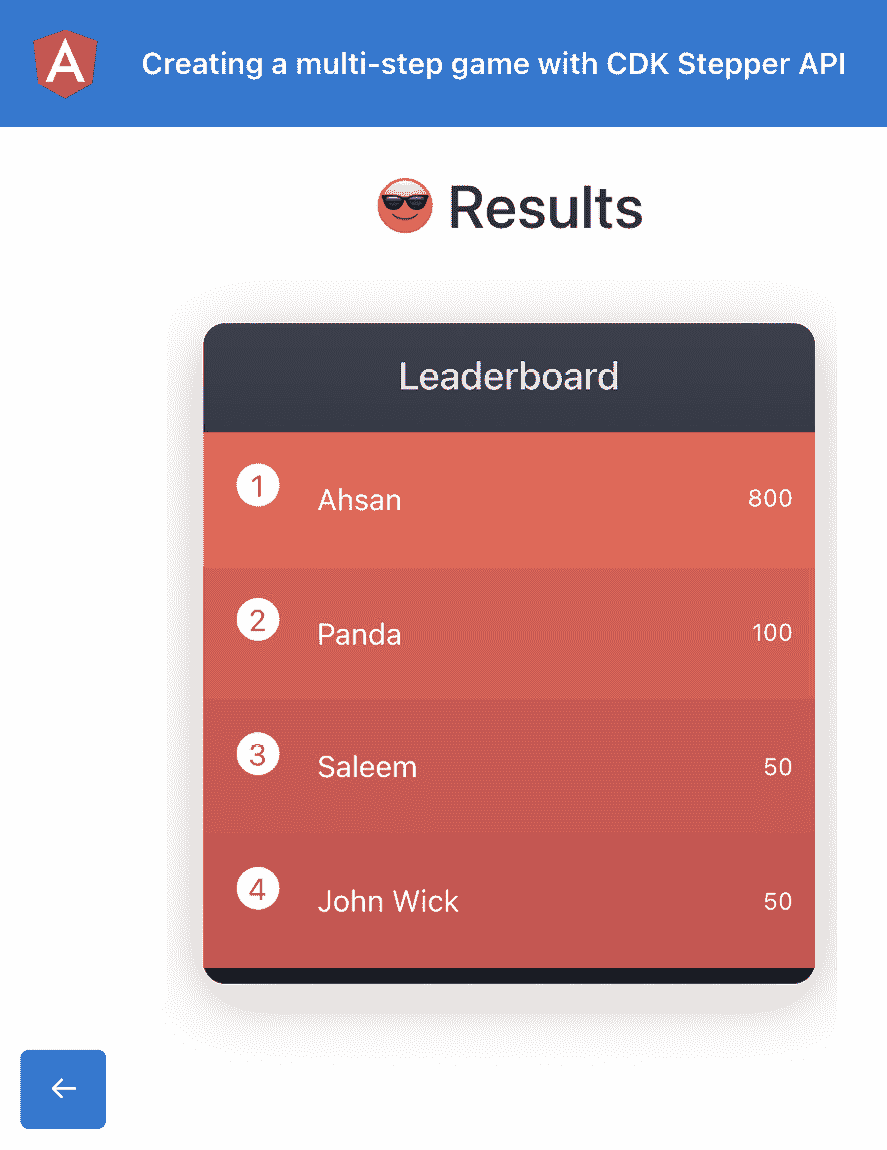 A
Creating a multi-step game with CDK Stepper API
😎 Results
Leaderboard
1 Ahsan 800
2 Panda 100
3 Saleem 50
4 John Wick 50
←